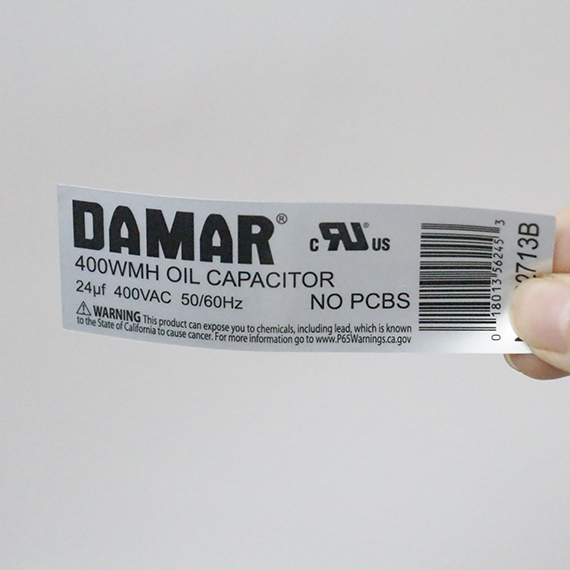 DAMAR®
c RU® US
400WMH OIL CAPACITOR
24µf 400VAC 50/60Hz
NO PCBS
WARNING This product can expose you to chemicals, including lead, which is known
to the State of California to cause cancer. For more information go to www.P65Warnings.ca.gov
0 18013 56245 3
2713B